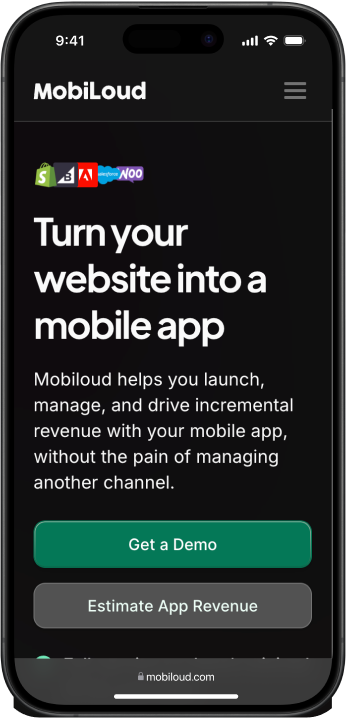 9:41
MobiLoud
salesforce WOO
Turn your
website into a
mobile app
Mobiloud helps you launch,
manage, and drive incremental
revenue with your mobile app,
without the pain of managing
another channel.
Get a Demo
Estimate App Revenue
mobiloud.com